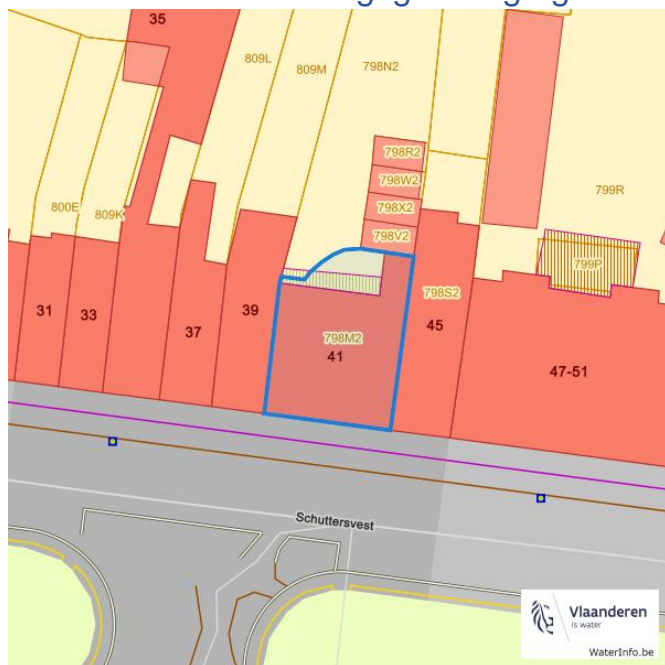 35
809L
809M
798N2
798R2
798W2
798X2
798V2
799R
800E
809K
799P
798S2
31
33
37
39
798M2
41
45
47-51
Schuttersvest
Vlaanderen
is water
WaterInfo.be